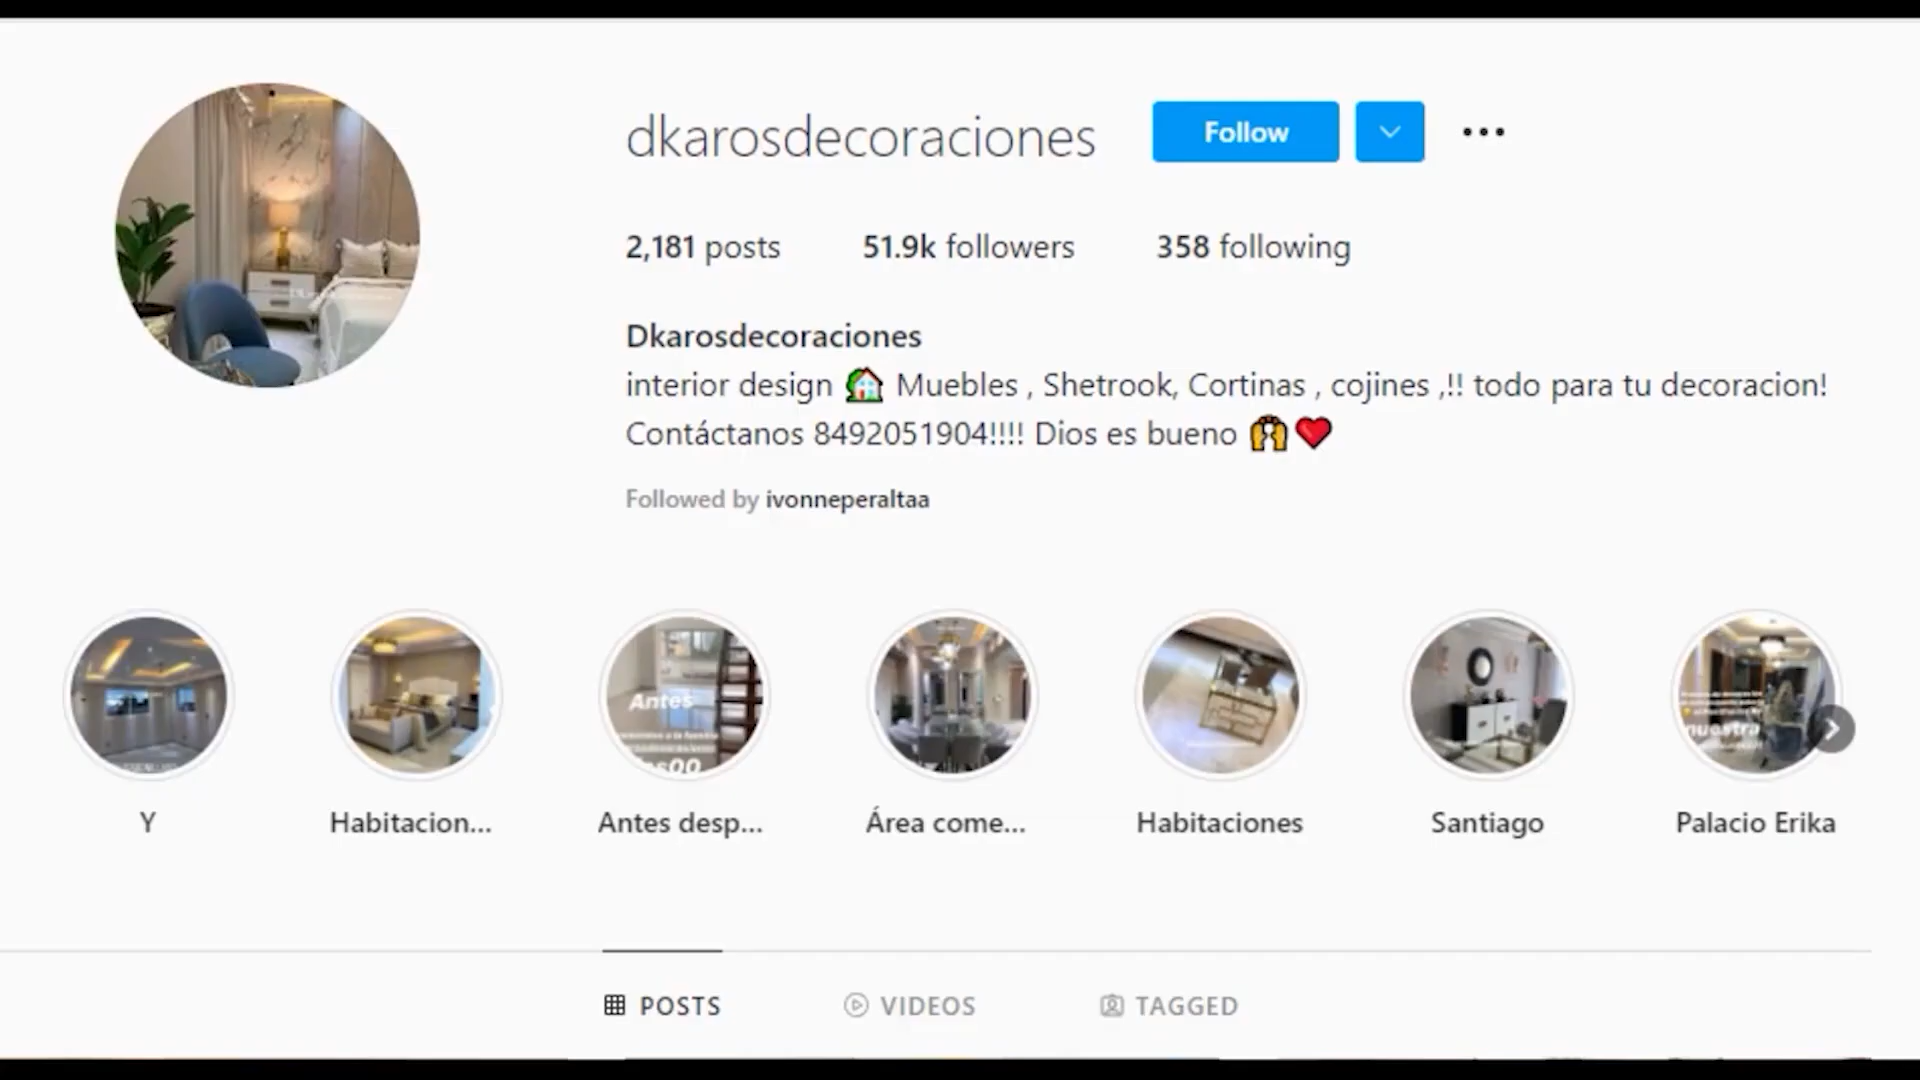 dkarosdecoraciones Follow
2,181 posts 51.9k followers 358 following
Dkarosdecoraciones
interior design 🏡 Muebles , Shetrook, Cortinas , cojines ,!! todo para tu decoracion!
Contáctanos 8492051904!!!! Dios es bueno 🙌❤️
Followed by ivonneperaltaa
Antes
nuestra
Y Habitacion... Antes desp... Área come... Habitaciones Santiago Palacio Erika
POSTS VIDEOS TAGGED